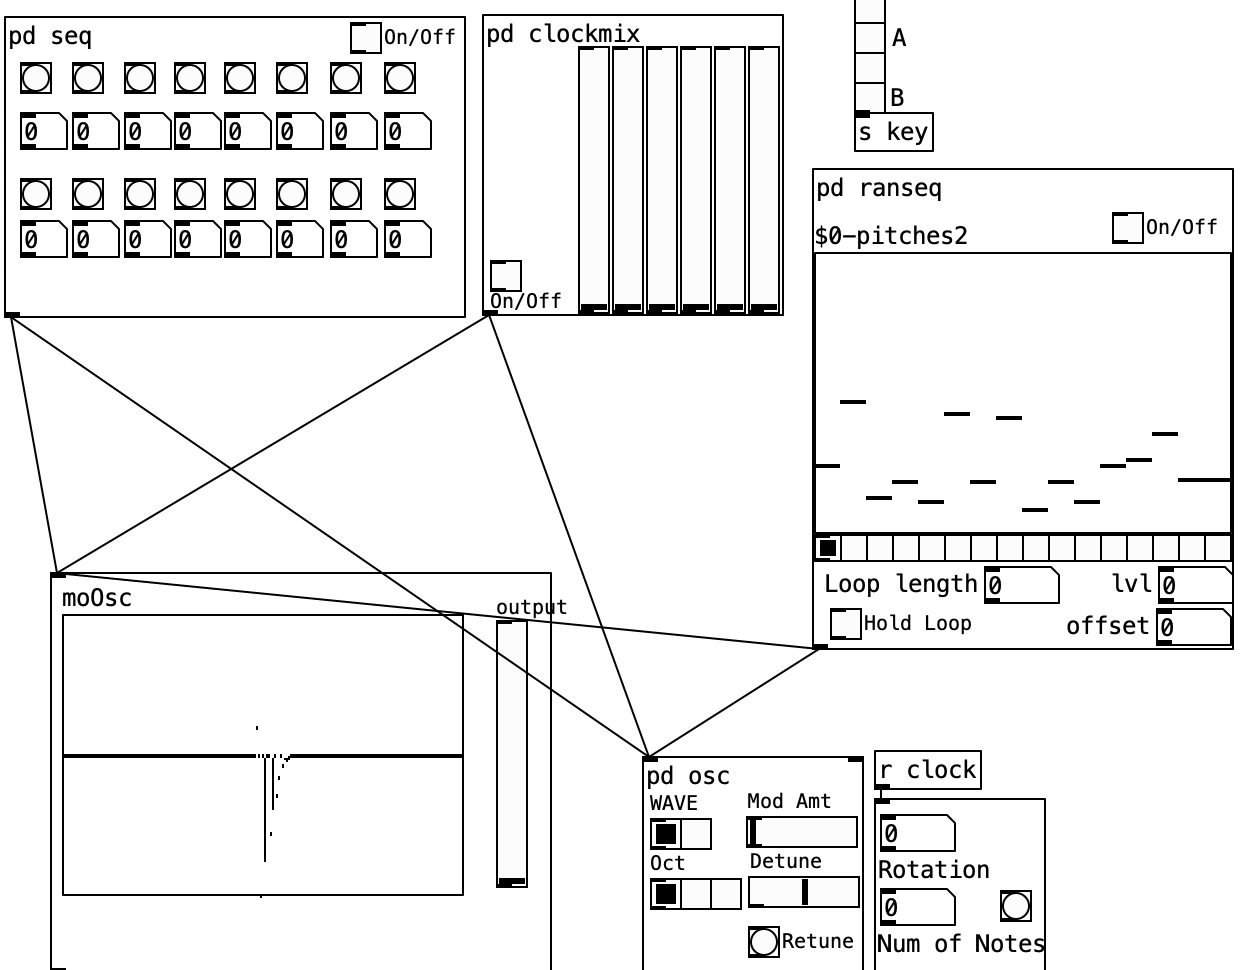 pd seq
On/Off
0 0 0 0 0 0 0 0
0 0 0 0 0 0 0 0
pd clockmix
On/Off
A
B
s key
pd ranseq
$0-pitches2
On/Off
Loop length 0
lvl 0
Hold Loop
offset 0
moOsc
output
pd osc
WAVE
Mod Amt
Oct
Detune
Retune
r clock
0
Rotation
0
Num of Notes